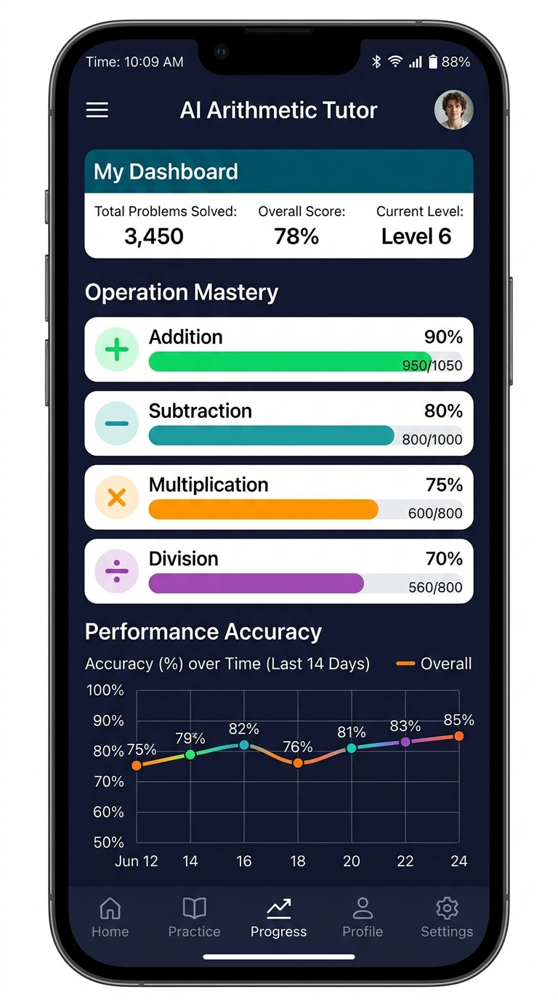 Time: 10:09 AM 88%
AI Arithmetic Tutor
My Dashboard
Total Problems Solved: Overall Score: Current Level:
3,450 78% Level 6
Operation Mastery
Addition 90%
950/1050
Subtraction 80%
800/1000
Multiplication 75%
600/800
Division 70%
560/800
Performance Accuracy
Accuracy (%) over Time (Last 14 Days) Overall
100%
90%
80%
70%
60%
50%
75% 79% 82% 76% 81% 83% 85%
Jun 12 14 16 18 20 22 24
Home Practice Progress Profile Settings